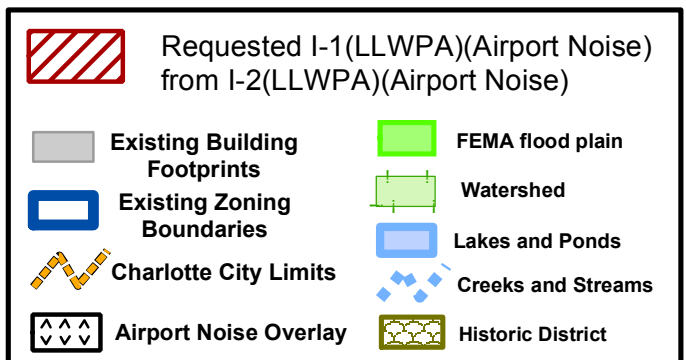 Requested I-1(LLWPA)(Airport Noise)
from I-2(LLWPA)(Airport Noise)
Existing Building
Footprints
Existing Zoning
Boundaries
Charlotte City Limits
Airport Noise Overlay
FEMA flood plain
Watershed
Lakes and Ponds
Creeks and Streams
Historic District